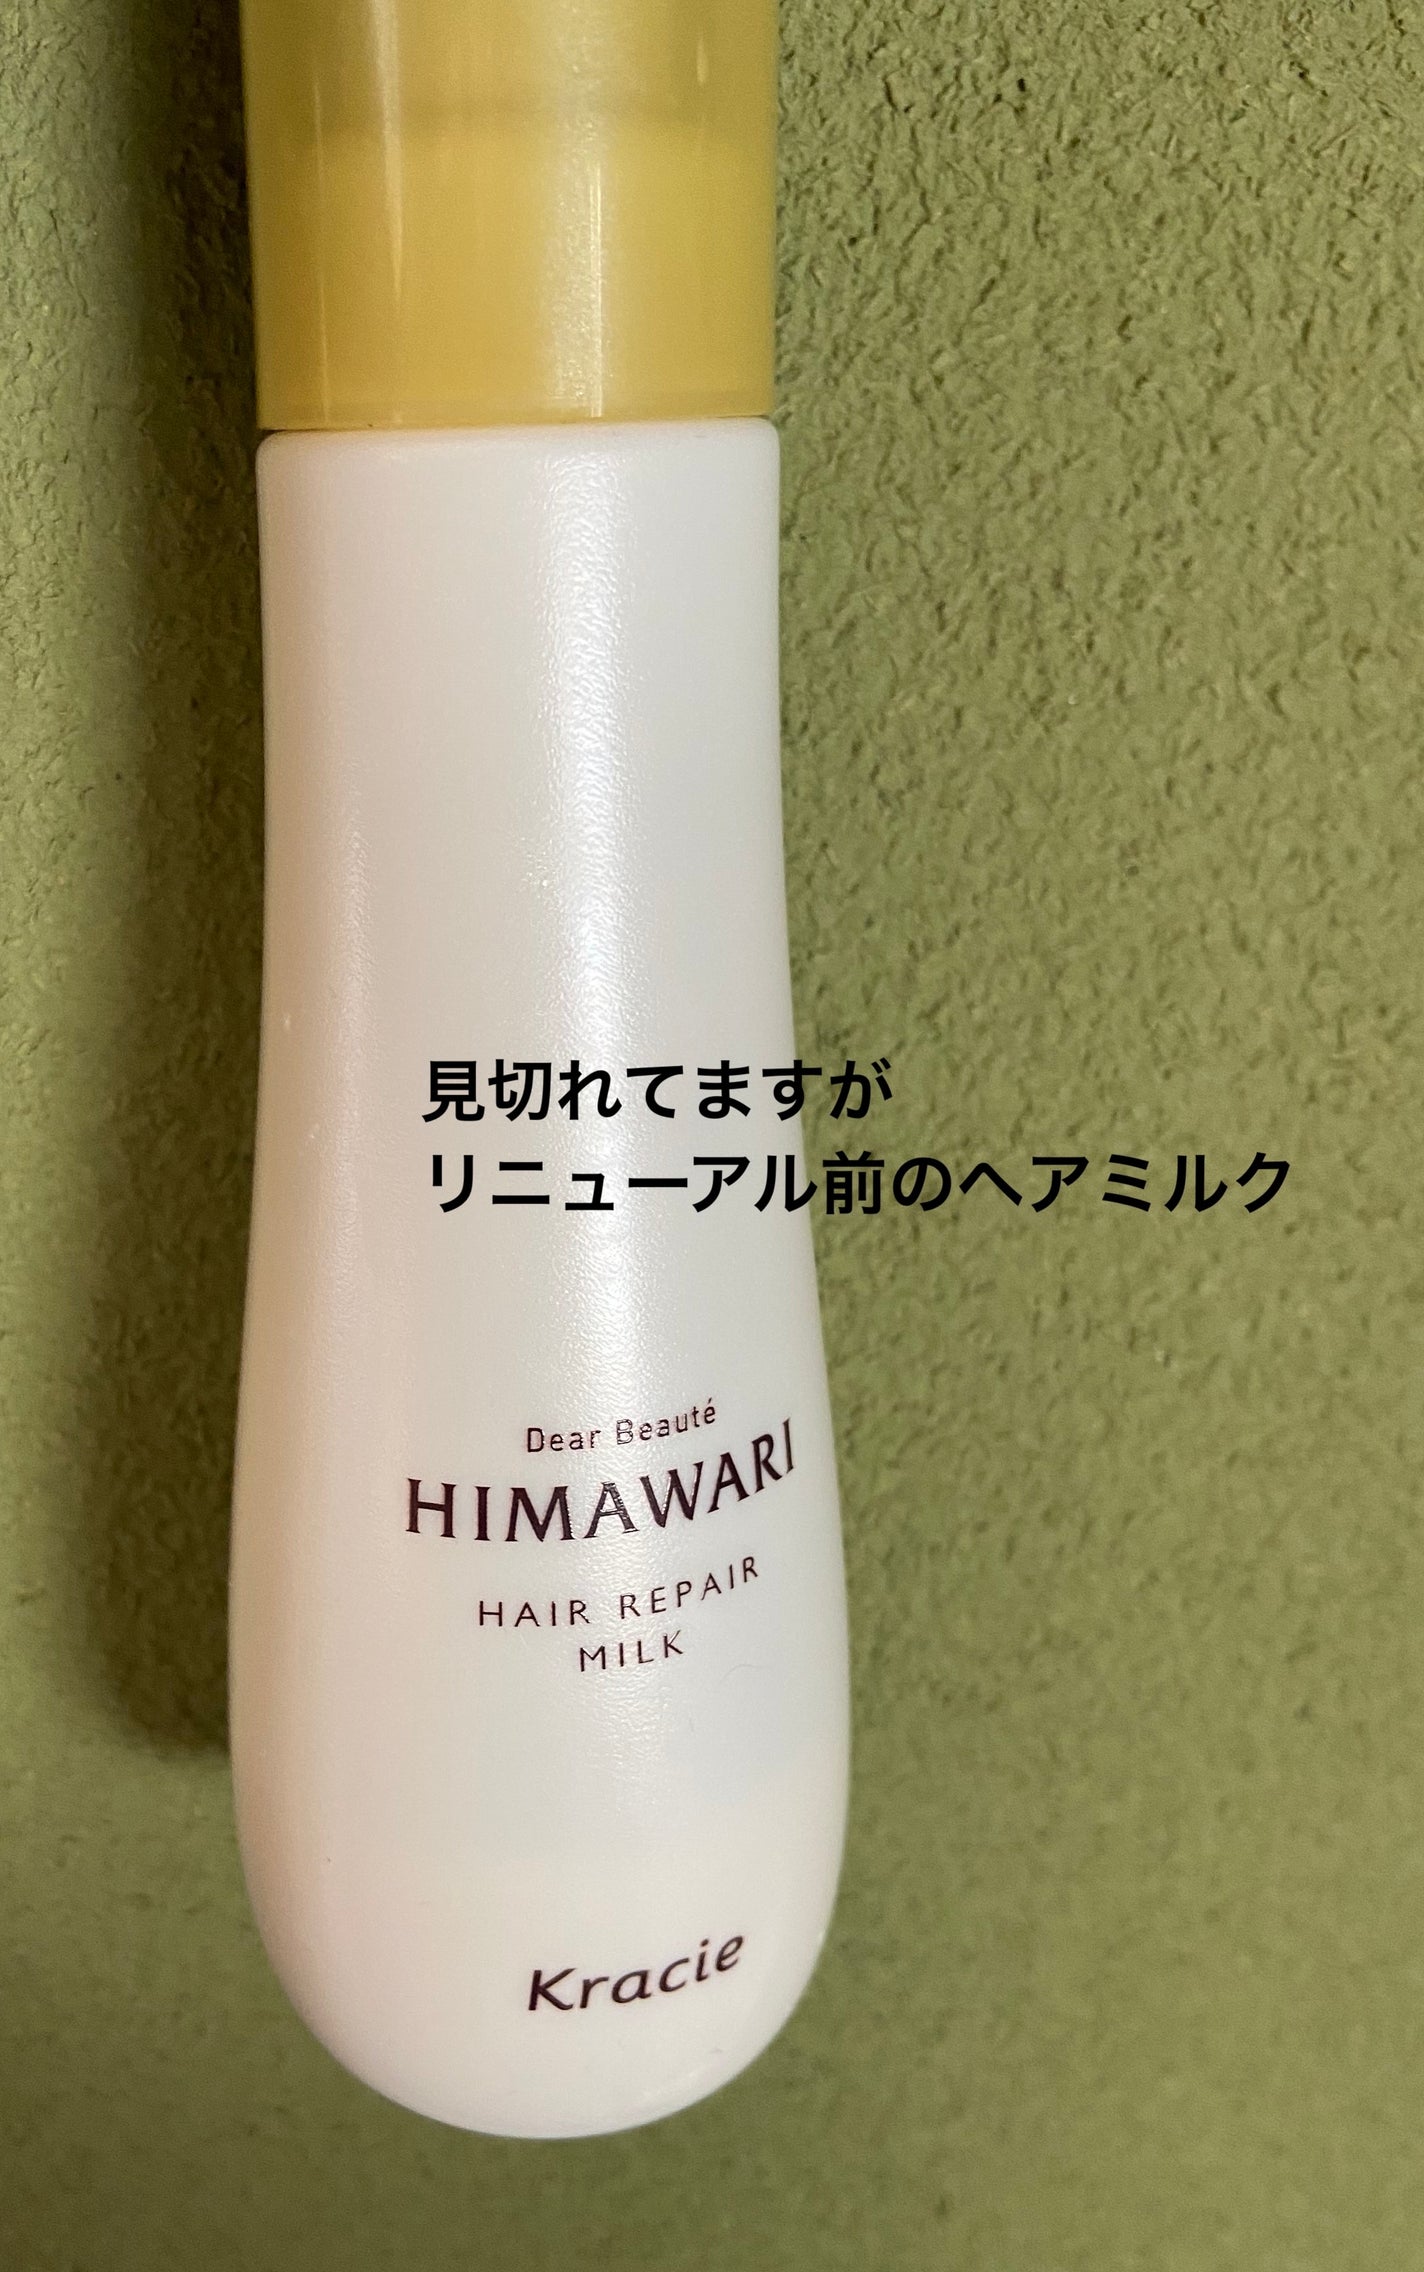 見切れてますが
リニューアル前のヘアミルク
Dear Beauté
HIMAWARI
HAIR REPAIR
MILK
Kracie